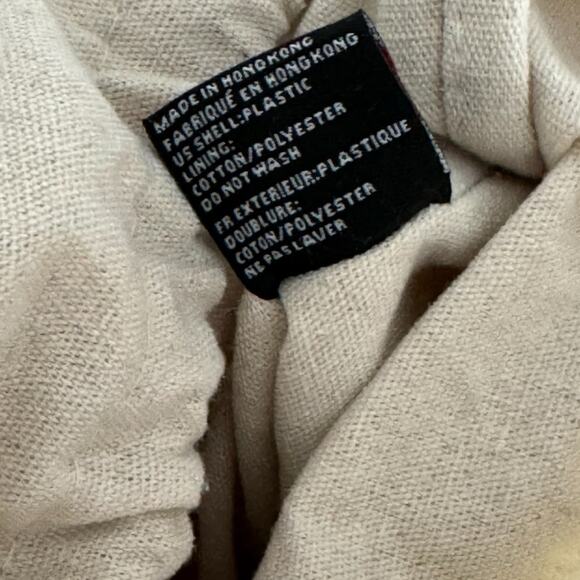 MADE IN HONGKONG
FABRIQUÉ EN HONGKONG
US SHELL:PLASTIC
LINING:
COTTON/POLYESTER
DO NOT WASH
FR EXTERIEUR:PLASTIQUE
DOUBLURE:
COTON/POLYESTER
NE PAS LAVER